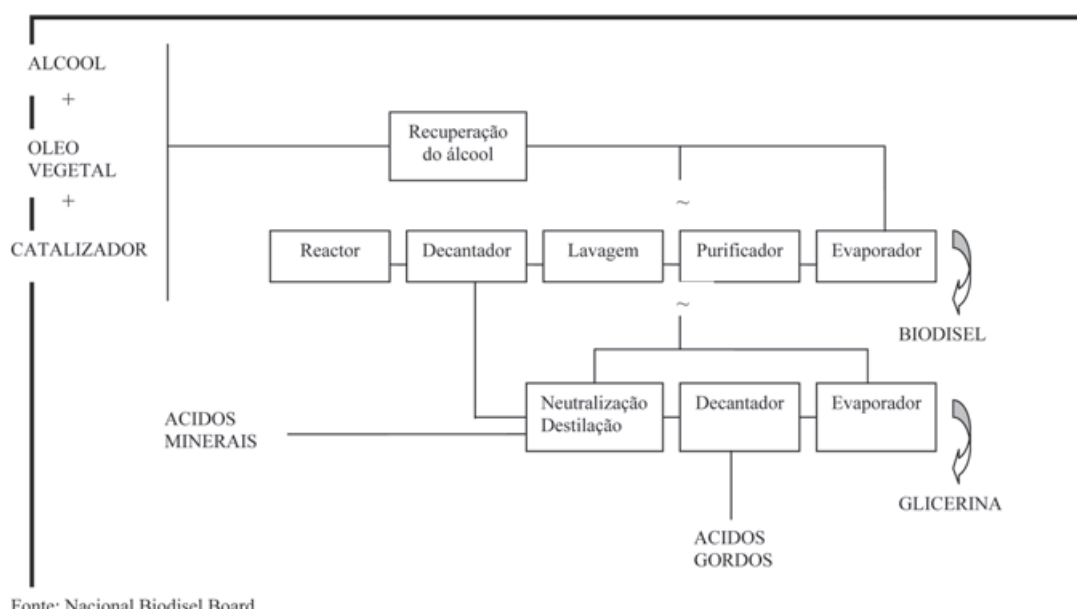 ALCOOL
+
OLEO
VEGETAL
+
CATALIZADOR
Recuperação
do álcool
~
Reactor
Decantador
Lavagem
Purificador
Evaporador
~
BIODISEL
ACIDOS
MINERAIS
Neutralização
Destilação
Decantador
Evaporador
GLICERINA
ACIDOS
GORDOS
Fonte: Nacional Biodisel Board